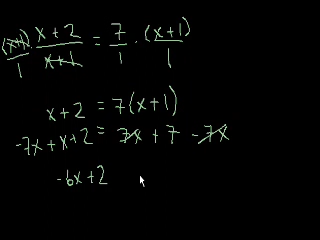 (x+1)/1 · (x+2)/(x+1) = 7/1 · (x+1)/1
x+2 = 7(x+1)
-7x + x+2 = 7x + 7 -7x
-6x+2